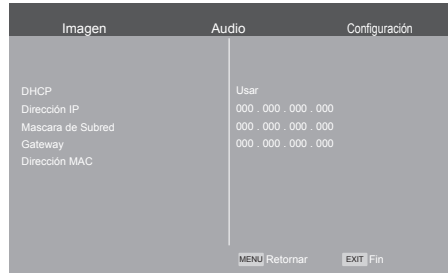 Imagen Audio Configuración
DHCP Usar
Dirección IP 000 . 000 . 000 . 000
Mascara de Subred 000 . 000 . 000 . 000
Gateway 000 . 000 . 000 . 000
Dirección MAC
MENU Retornar EXIT Fin